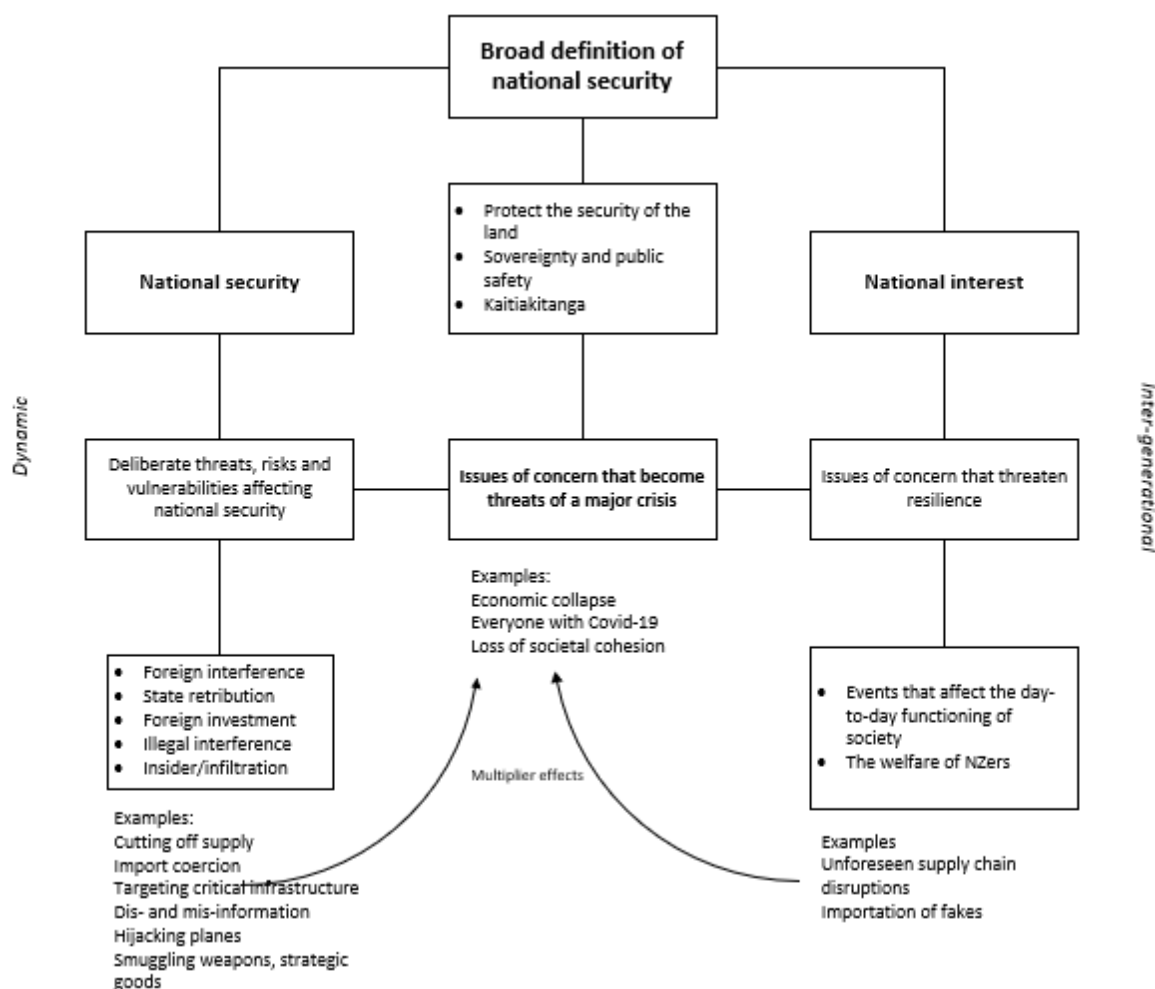 Broad definition of
national security
● Protect the security of the
land
● Sovereignty and public
safety
● Kaitiakitanga
National security
National interest
Dynamic
Inter-generational
Deliberate threats, risks and
vulnerabilities affecting
national security
Issues of concern that become
threats of a major crisis
Issues of concern that threaten
resilience
Examples:
Economic collapse
Everyone with Covid-19
Loss of societal cohesion
● Foreign interference
● State retribution
● Foreign investment
● Illegal interference
● Insider/infiltration
● Events that affect the day-
to-day functioning of
society
● The welfare of NZers
Multiplier effects
Examples:
Cutting off supply
Import coercion
Targeting critical infrastructure
Dis- and mis-information
Hijacking planes
Smuggling weapons, strategic
goods
Examples
Unforeseen supply chain
disruptions
Importation of fakes